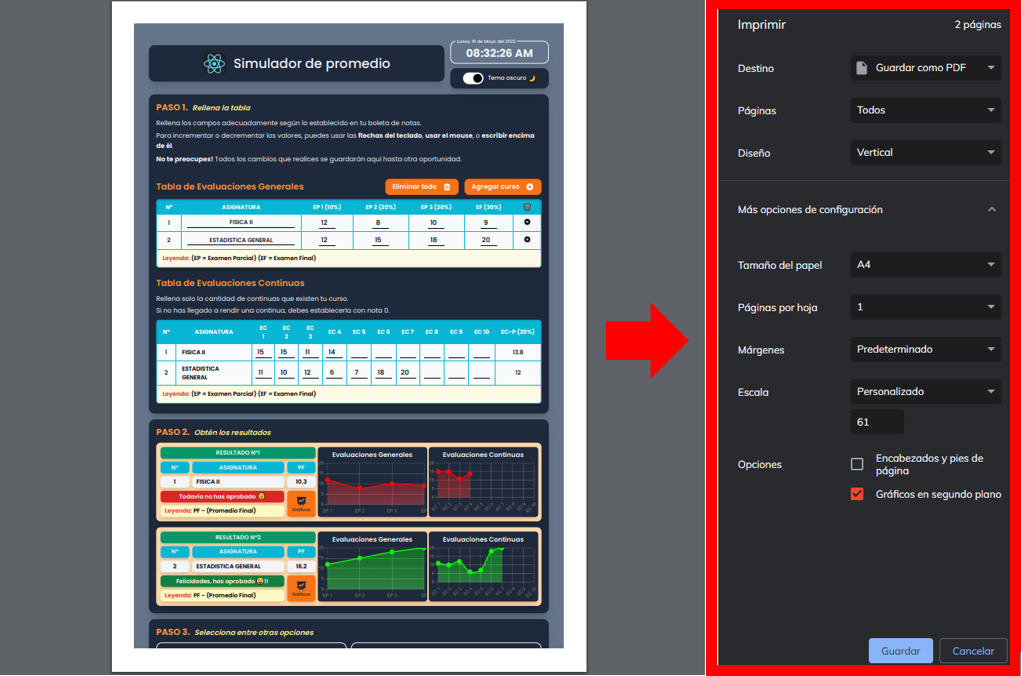 Lunes, 16 de Mayo del 2022
08:32:26 AM
Simulador de promedio
Tema oscuro 🌙
PASO 1. Rellena la tabla
Rellena los campos adecuadamente según lo establecido en tu boleta de notas.
Para incrementar o decrementar los valores, puedes usar las flechas del teclado, usar el mouse, o escribir encima
de él.
No te preocupes! Todos los cambios que realices se guardarán aquí hasta otra oportunidad.
Tabla de Evaluaciones Generales
Eliminar todo
Agregar curso
Nº ASIGNATURA EP 1 (10%) EP 2 (20%) EP 3 (20%) EF (30%)
1 FISICA II 12 8 10 9
2 ESTADISTICA GENERAL 12 15 18 20
Leyenda: (EP = Examen Parcial) (EF = Examen Final)
Tabla de Evaluaciones Continuas
Rellena solo la cantidad de continuas que existen tu curso.
Si no has llegado a rendir una continua, debes establecerla con nota 0.
Nº ASIGNATURA EC 1 EC 2 EC 3 EC 4 EC 5 EC 6 EC 7 EC 8 EC 9 EC 10 EC-P (20%)
1 FISICA II 15 15 11 14 13.8
2 ESTADISTICA GENERAL 11 10 12 6 7 18 20 12
Leyenda: (EP = Examen Parcial) (EF = Examen Final)
PASO 2. Obtén los resultados
RESULTADO Nº1
Nº ASIGNATURA PF
1 FISICA II 10.3
Todavía no has aprobado
Leyenda: PF - (Promedio Final)
Gráficos
Evaluaciones Generales
EP 1 EP 2 EP 3
Evaluaciones Continuas
RESULTADO Nº2
Nº ASIGNATURA PF
2 ESTADISTICA GENERAL 16.2
Felicidades, has aprobado !!
Leyenda: PF - (Promedio Final)
Gráficos
Evaluaciones Generales
EP 1 EP 2 EP 3
Evaluaciones Continuas
PASO 3. Selecciona entre otras opciones
Imprimir
2 páginas
Destino
Guardar como PDF
Páginas
Todos
Diseño
Vertical
Más opciones de configuración
Tamaño del papel
A4
Páginas por hoja
1
Márgenes
Predeterminado
Escala
Personalizado
61
Opciones
Encabezados y pies de
página
Gráficos en segundo plano
Guardar
Cancelar